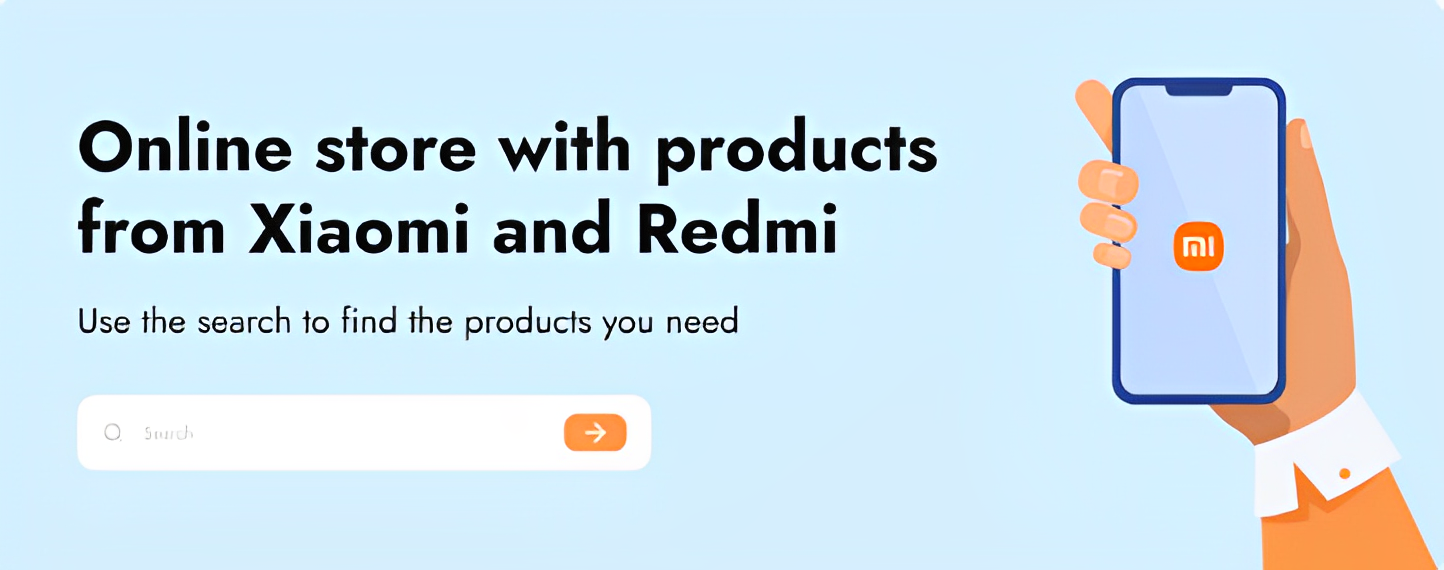 Online store with products
from Xiaomi and Redmi
Use the search to find the products you need
Search
mi